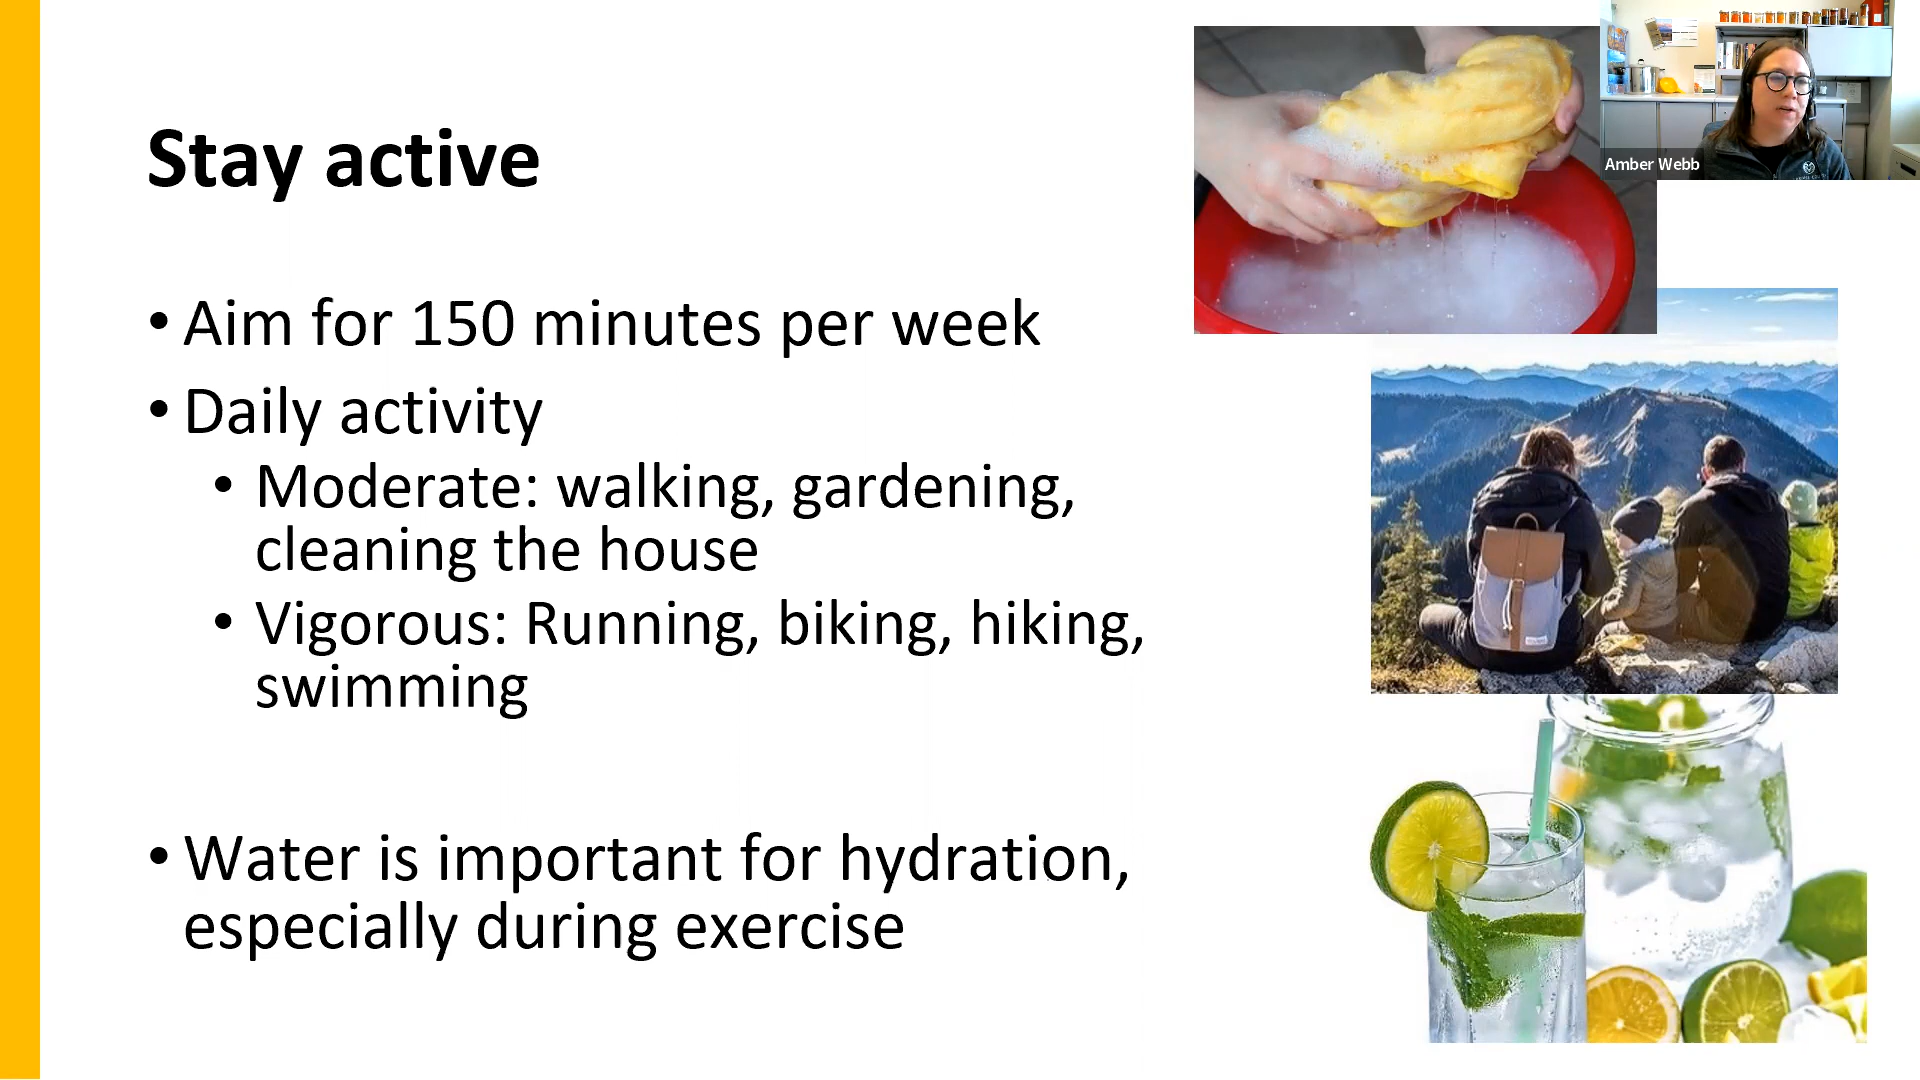 Stay active
• Aim for 150 minutes per week
• Daily activity
• Moderate: walking, gardening,
cleaning the house
• Vigorous: Running, biking, hiking,
swimming
• Water is important for hydration,
especially during exercise
Amber Webb